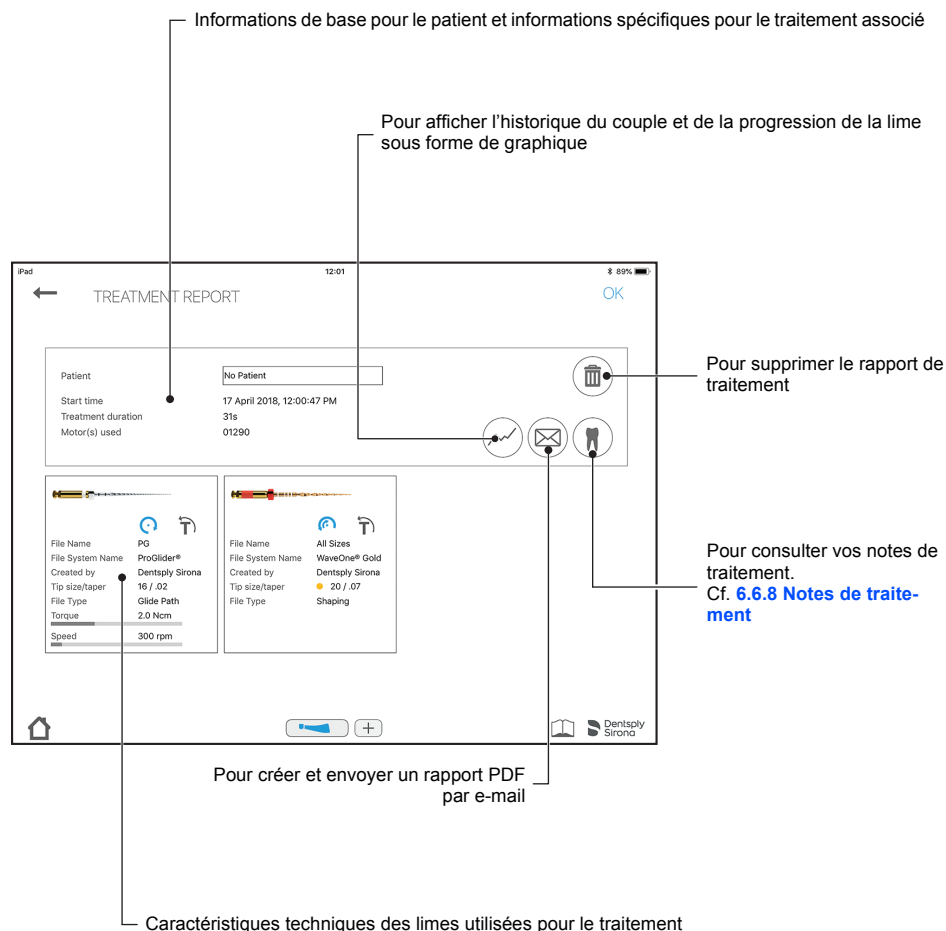 Informations de base pour le patient et informations spécifiques pour le traitement associé
Pour afficher l’historique du couple et de la progression de la lime
sous forme de graphique
iPad 12:01 89%
TREATMENT REPORT OK
Patient No Patient
Start time 17 April 2018, 12:00:47 PM
Treatment duration 31s
Motor(s) used 01290
Pour supprimer le rapport de
traitement
File Name PG
File System Name ProGlider®
Created by Dentsply Sirona
Tip size/taper 16 / .02
File Type Glide Path
Torque 2.0 Ncm
Speed 300 rpm
File Name All Sizes
File System Name WaveOne® Gold
Created by Dentsply Sirona
Tip size/taper 20 / .07
File Type Shaping
Pour consulter vos notes de
traitement.
Cf. 6.6.8 Notes de traite-
ment
Dentsply
Sirona
Pour créer et envoyer un rapport PDF
par e-mail
Caractéristiques techniques des limes utilisées pour le traitement